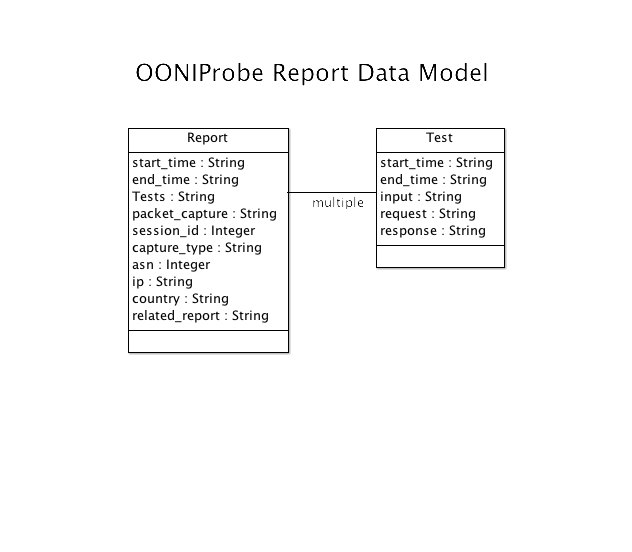 OONIProbe Report Data Model
Report
start_time : String
end_time : String
Tests : String
packet_capture : String
session_id : Integer
capture_type : String
asn : Integer
ip : String
country : String
related_report : String
multiple
Test
start_time : String
end_time : String
input : String
request : String
response : String